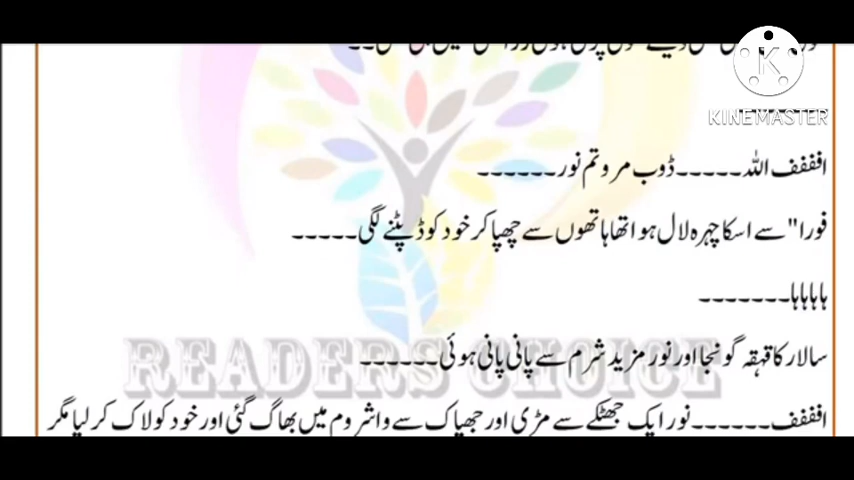 KINEMASTER
افففف اللہ۔۔۔۔۔ڈوب مرو تم نور۔۔۔۔۔۔
فورا" سے اسکا چہرہ لال ہوا تھا ہاتھوں سے چھپا کر خود کو ڈپٹنے لگی۔۔۔۔۔
ہاہاہاہا۔۔۔۔۔۔۔
سالار کا قہقہ گونجا اور نور مزید شرم سے پانی پانی ہوئی۔۔۔۔۔۔
READERS CHOICE
افففف۔۔۔۔۔۔نور ایک جھٹکے سے مڑی اور جھپاک سے واشروم میں بھاگ گئی اور خود کو لاک کر لیا مگر